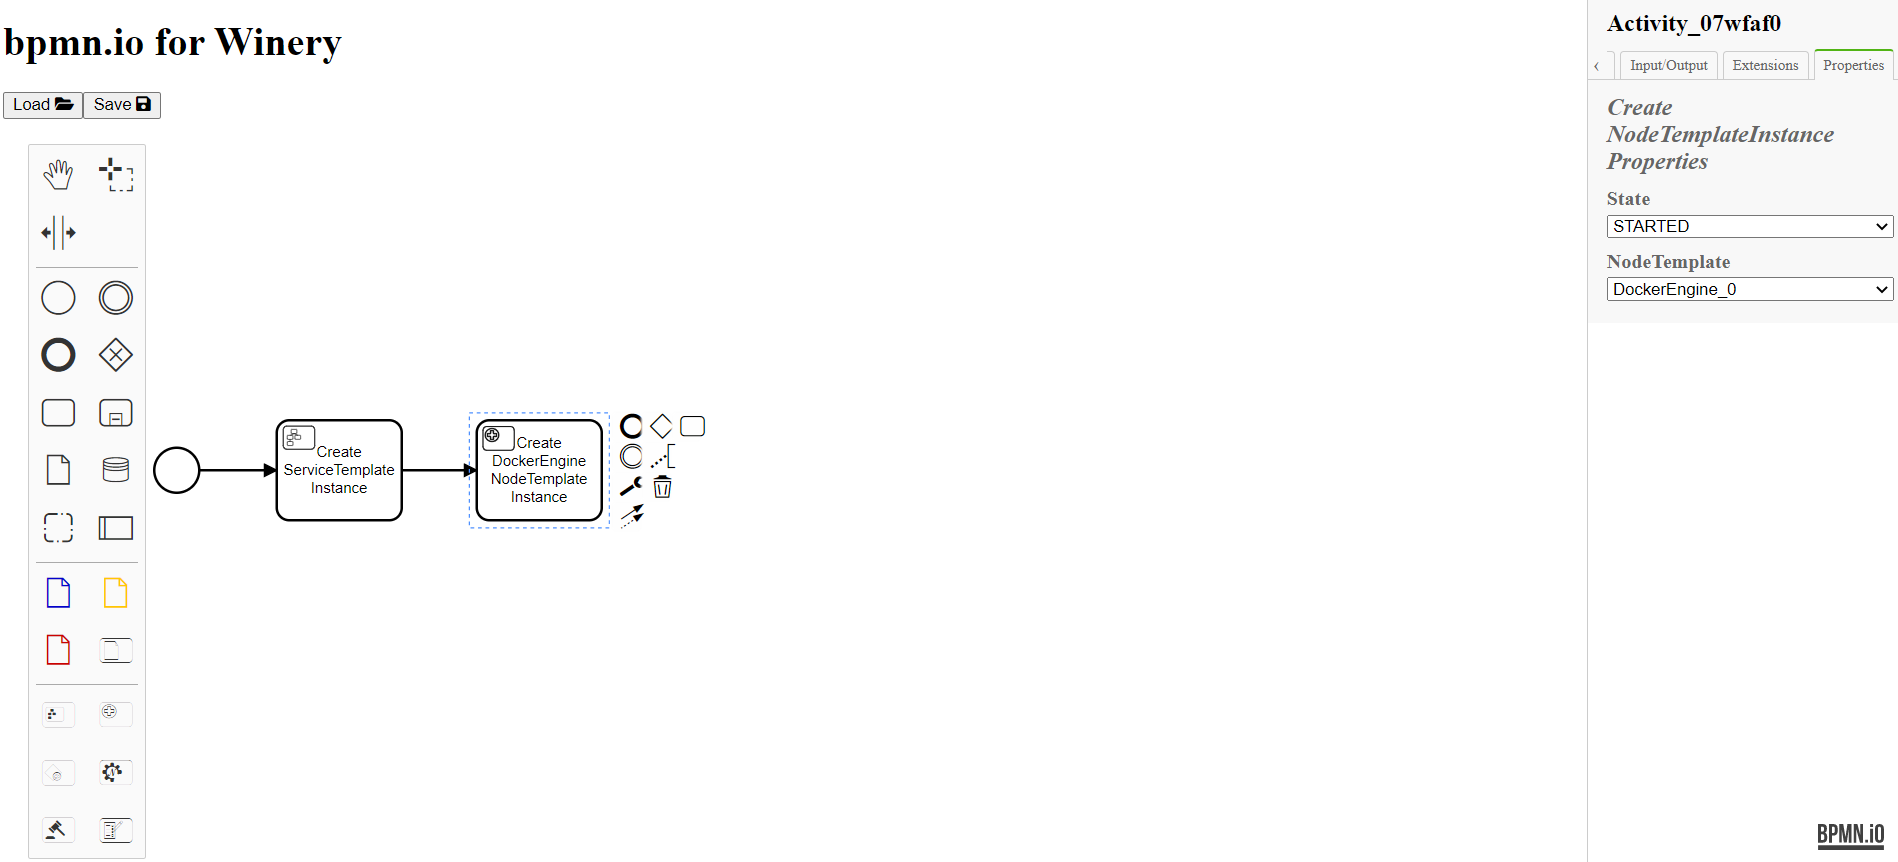 bpmn.io for Winery
Load
Save
Create
ServiceTemplate
Instance
Create
DockerEngine
NodeTemplate
Instance
Activity_07wfaf0
Input/Output
Extensions
Properties
Create
NodeTemplateInstance
Properties
State
STARTED
NodeTemplate
DockerEngine_0
BPMN.iO